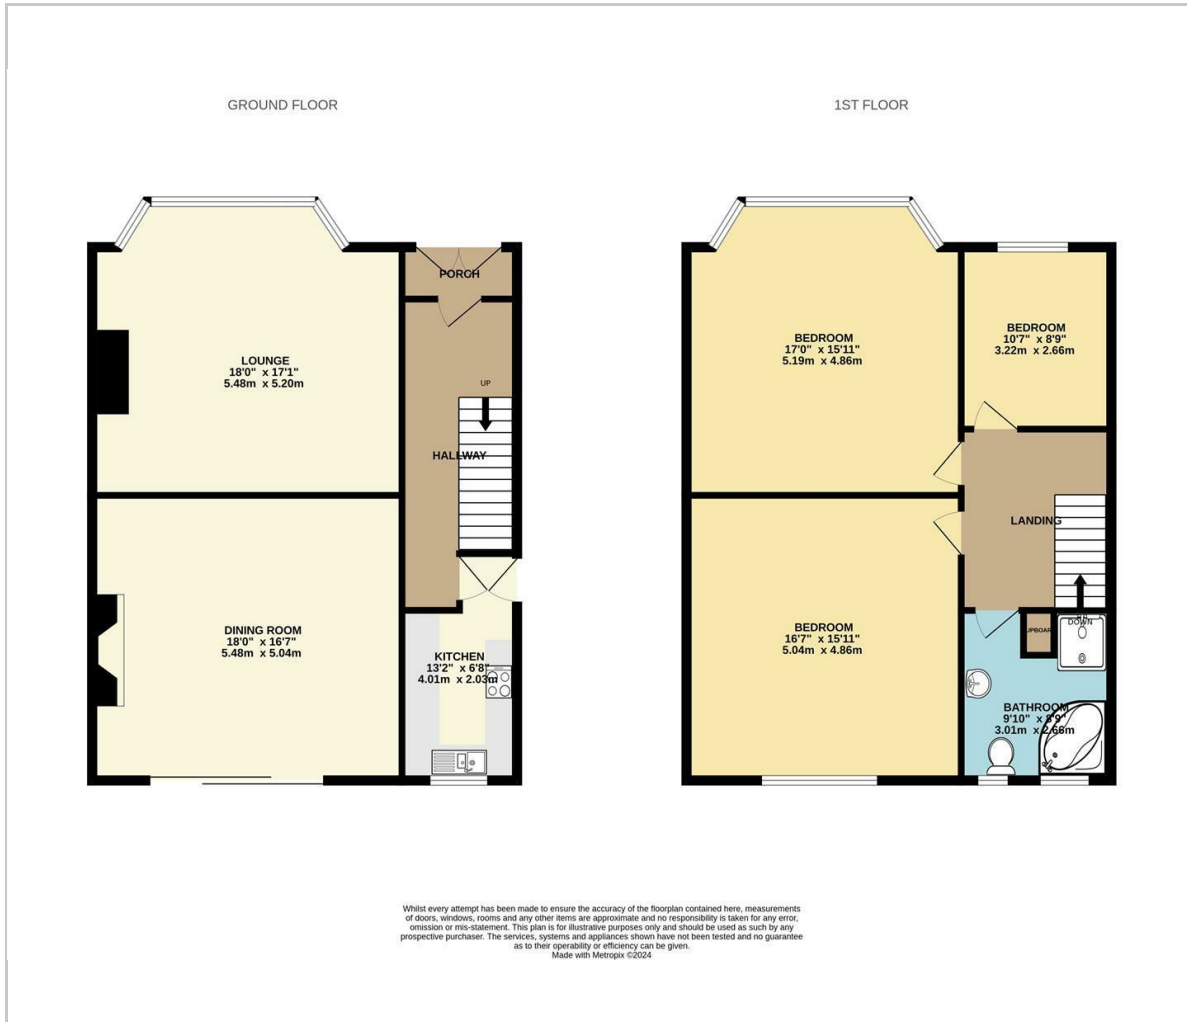 GROUND FLOOR
PORCH
LOUNGE
18'0" x 17'1"
5.48m x 5.20m
UP
HALLWAY
DINING ROOM
18'0" x 16'7"
5.48m x 5.04m
KITCHEN
13'2" x 6'8"
4.01m x 2.03m
1ST FLOOR
BEDROOM
17'0" x 15'11"
5.19m x 4.86m
BEDROOM
10'7" x 8'9"
3.22m x 2.66m
LANDING
BEDROOM
16'7" x 15'11"
5.04m x 4.86m
DOWN
BATHROOM
9'10" x 8'9"
3.01m x 2.66m
Whilst every attempt has been made to ensure the accuracy of the floorplan contained here, measurements
of doors, windows, rooms and any other items are approximate and no responsibility is taken for any error,
omission or mis-statement. This plan is for illustrative purposes only and should be used as such by any
prospective purchaser. The services, systems and appliances shown have not been tested and no guarantee
as to their operability or efficiency can be given.
Made with Metropix ©2024